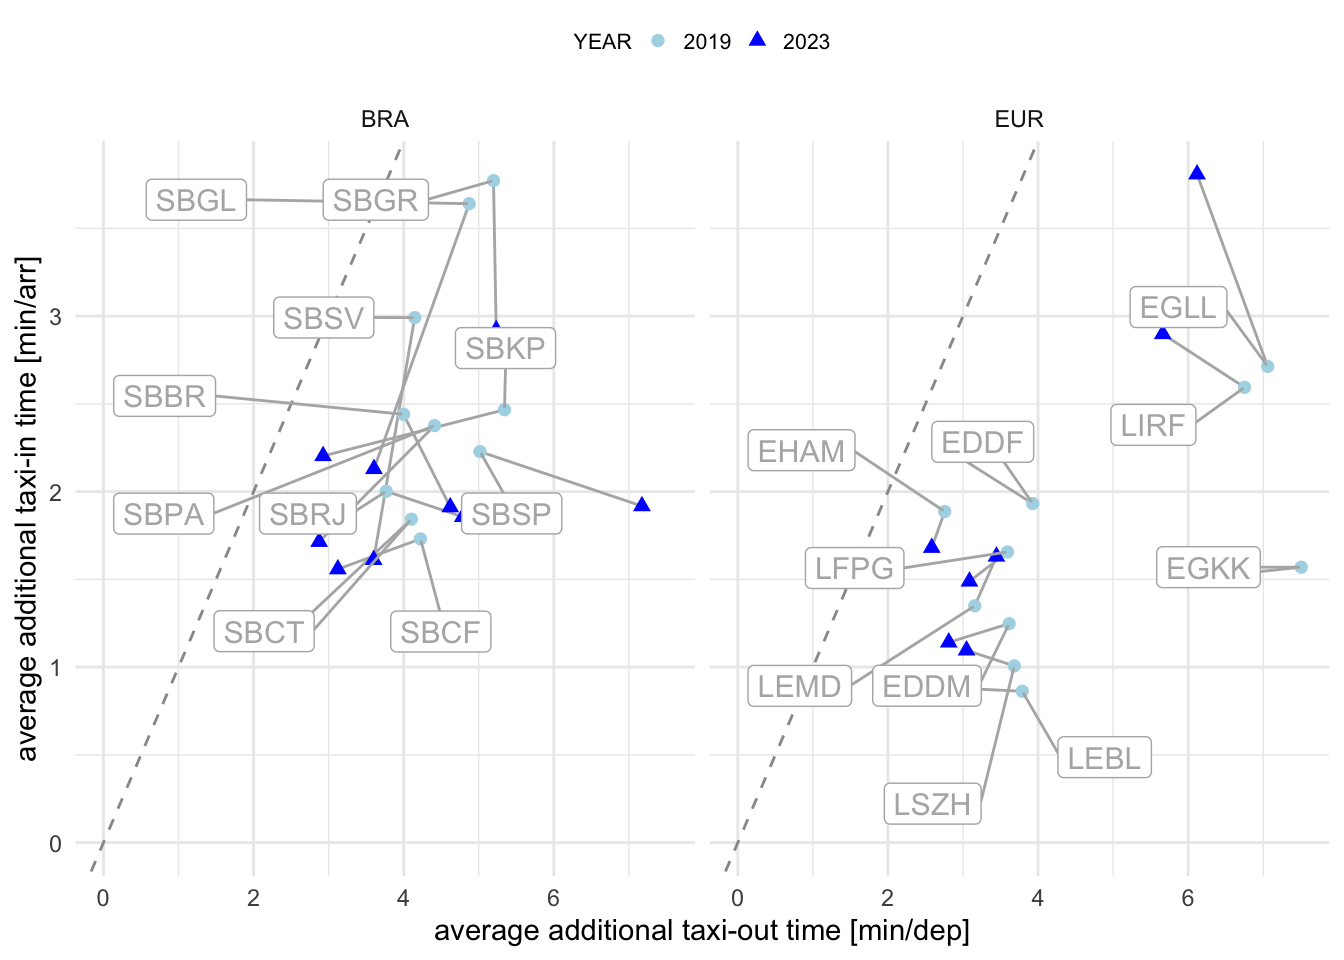 YEAR 2019 2023
BRA EUR
average additional taxi-in time [min/arr]
3
2
1
0
SBGL SBGR
SBSV
SBKP
SBBR
SBPA SBRJ SBSP
SBCT SBCF
EGLL
LIRF
EHAM EDDF
LFPG EGKK
LEMD EDDM
LEBL
LSZH
0 2 4 6 0 2 4 6
average additional taxi-out time [min/dep]